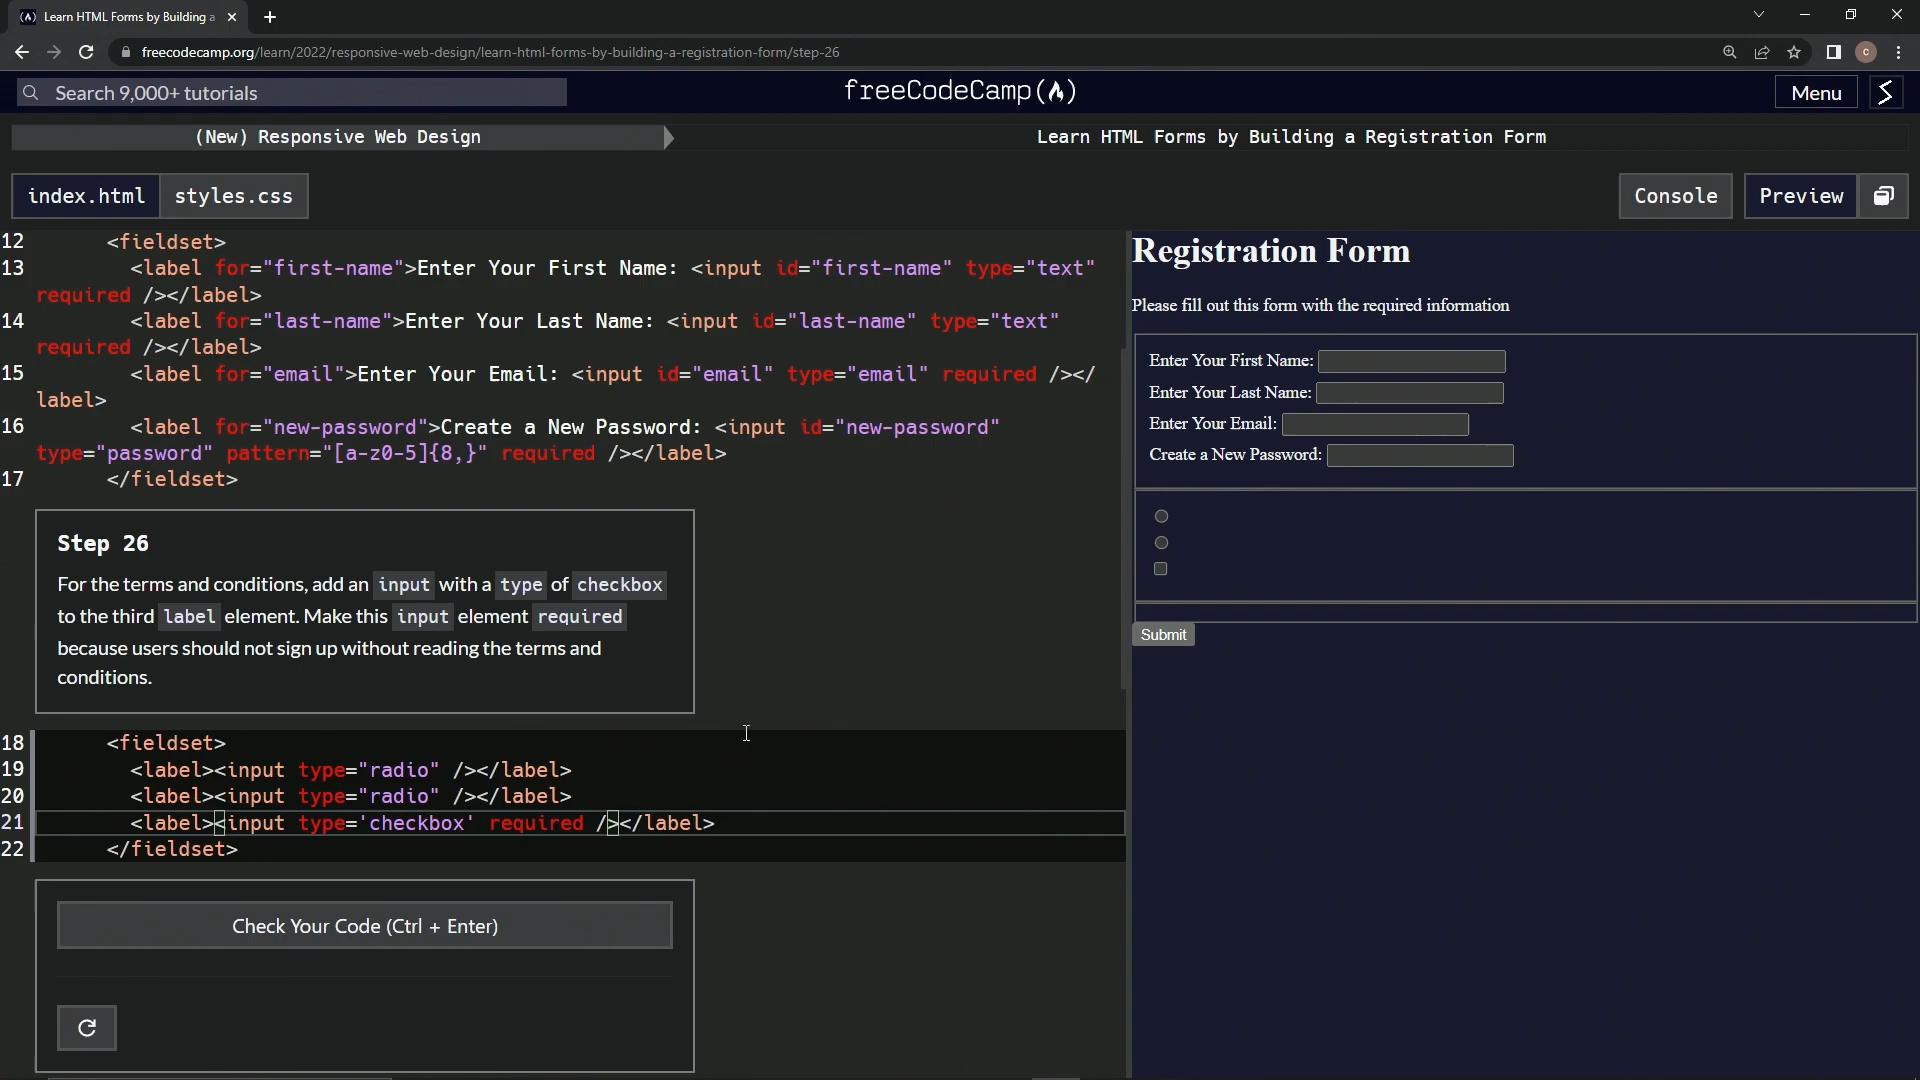 Learn HTML Forms by Building a
freecodecamp.org/learn/2022/responsive-web-design/learn-html-forms-by-building-a-registration-form/step-26
c
Search 9,000+ tutorials
freeCodeCamp
Menu
(New) Responsive Web Design
Learn HTML Forms by Building a Registration Form
index.html
styles.css
Console
Preview
12 <fieldset>
13 <label for="first-name">Enter Your First Name: <input id="first-name" type="text"
required /></label>
14 <label for="last-name">Enter Your Last Name: <input id="last-name" type="text"
required /></label>
15 <label for="email">Enter Your Email: <input id="email" type="email" required /></
label>
16 <label for="new-password">Create a New Password: <input id="new-password"
type="password" pattern="[a-z0-5]{8,}" required /></label>
17 </fieldset>
Step 26
For the terms and conditions, add an input with a type of checkbox
to the third label element. Make this input element required
because users should not sign up without reading the terms and
conditions.
18 <fieldset>
19 <label><input type="radio" /></label>
20 <label><input type="radio" /></label>
21 <label><input type='checkbox' required /></label>
22 </fieldset>
Check Your Code (Ctrl + Enter)
Registration Form
Please fill out this form with the required information
Enter Your First Name:
Enter Your Last Name:
Enter Your Email:
Create a New Password:
Submit